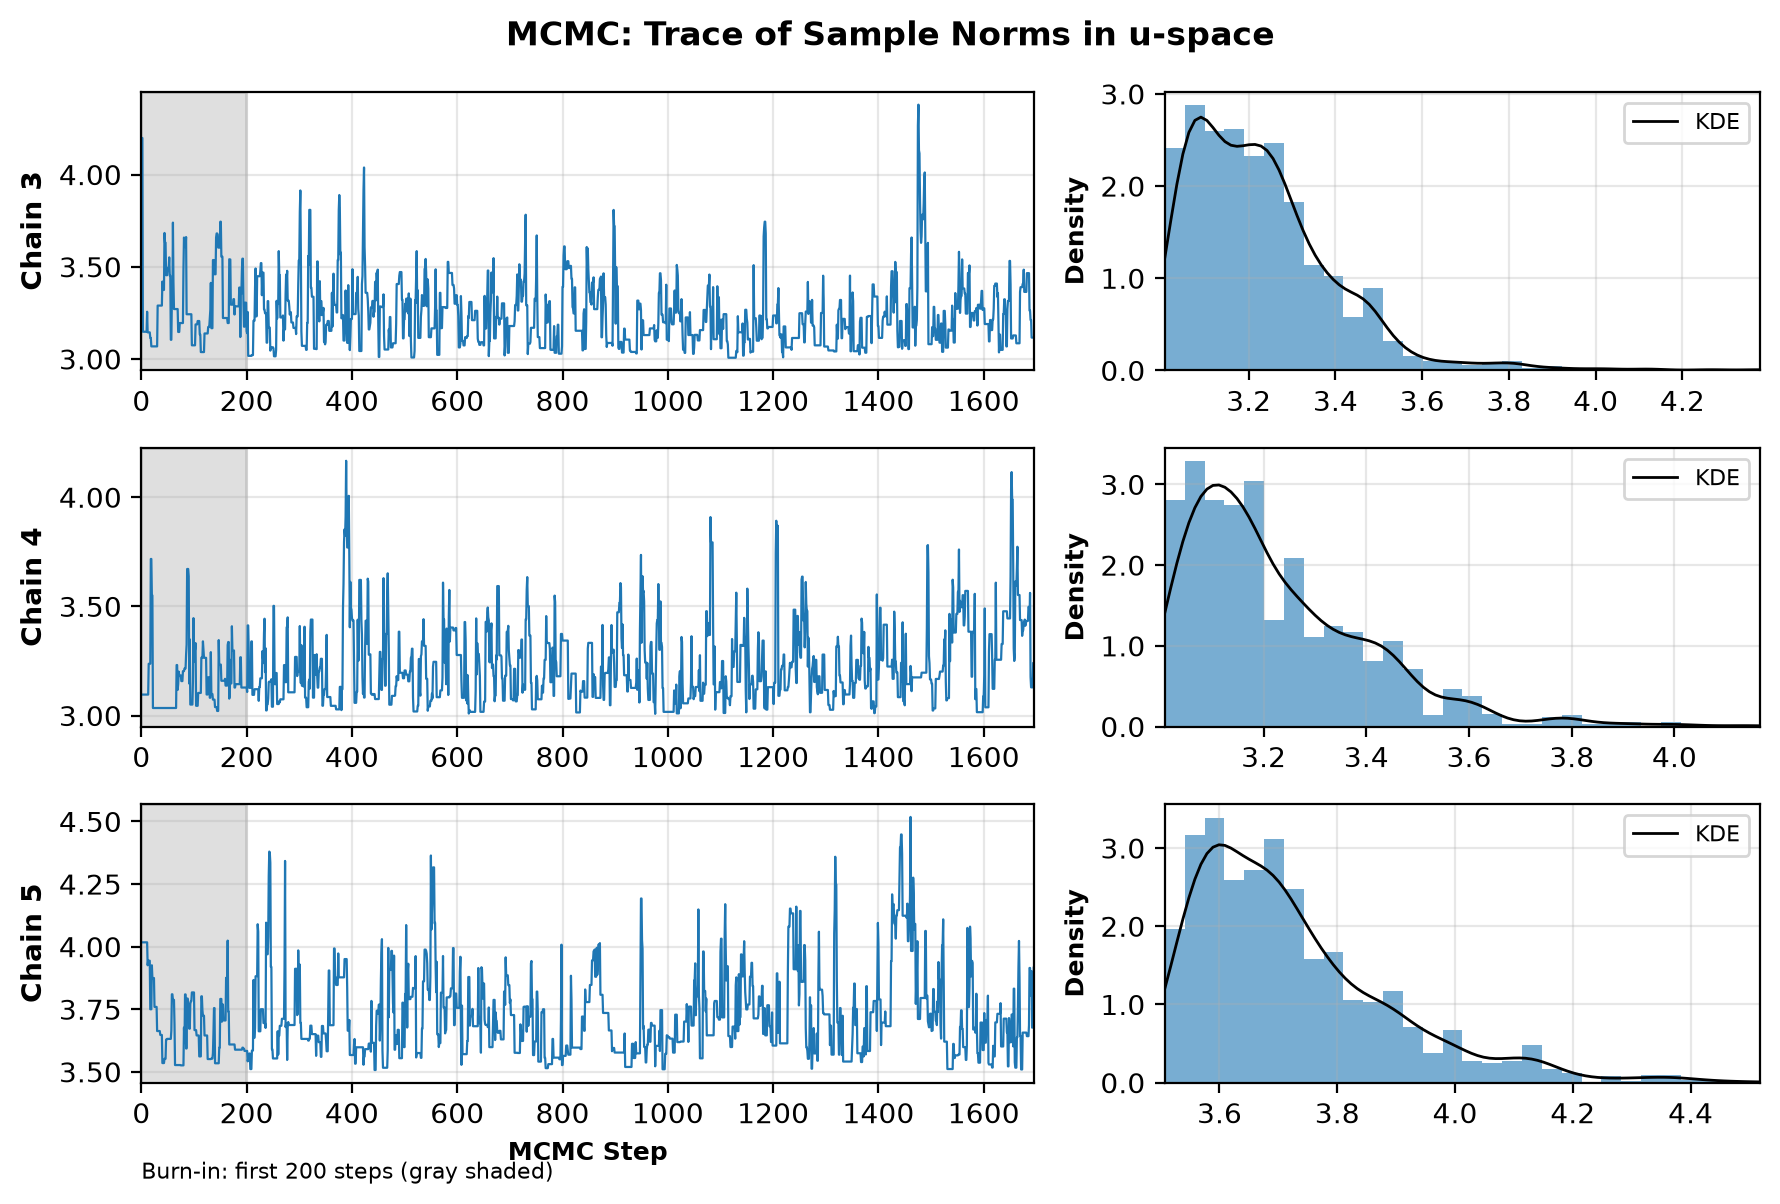 MCMC: Trace of Sample Norms in u-space
Chain 3
4.00
3.50
3.00
0 200 400 600 800 1000 1200 1400 1600
Density
3.0
2.0
1.0
0.0
KDE
3.2 3.4 3.6 3.8 4.0 4.2
Chain 4
4.00
3.50
3.00
0 200 400 600 800 1000 1200 1400 1600
Density
3.0
2.0
1.0
0.0
KDE
3.2 3.4 3.6 3.8 4.0
Chain 5
4.50
4.25
4.00
3.75
3.50
0 200 400 600 800 1000 1200 1400 1600
MCMC Step
Density
3.0
2.0
1.0
0.0
KDE
3.6 3.8 4.0 4.2 4.4
Burn-in: first 200 steps (gray shaded)